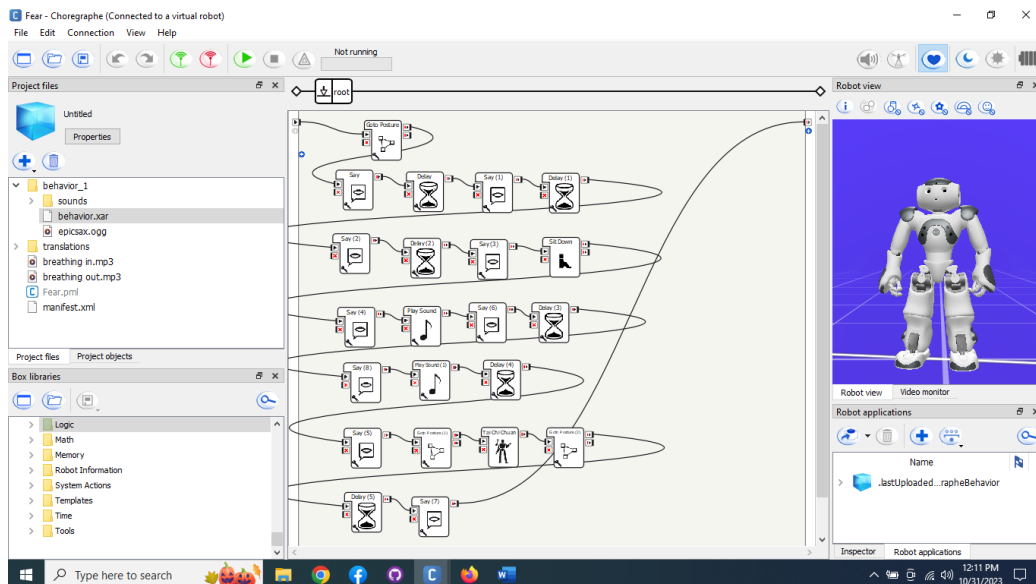 Fear - Choregraphe (Connected to a virtual robot)
File Edit Connection View Help
Not running
Project files
root
Robot view
Untitled
Properties
behavior_1
sounds
behavior.xar
epicsax.ogg
translations
breathing in.mp3
breathing out.mp3
Fear.pml
manifest.xml
Project files Project objects
Box libraries
Logic
Math
Memory
Robot Information
System Actions
Templates
Time
Tools
Goto Posture
Say Delay Say (1) Delay (1)
Say (2) Delay (2) Say (3) Sit Down
Say (4) Play Sound Say (6) Delay (3)
Say (8) Play Sound (1) Delay (4)
Say (5) Goto Posture (1) Tai Chi Chuan Goto Posture (2)
Delay (5) Say (7)
Robot view Video monitor
Robot applications
Name
.lastUploaded...rapheBehavior
Inspector Robot applications
Type here to search
12:11 PM
10/31/2023